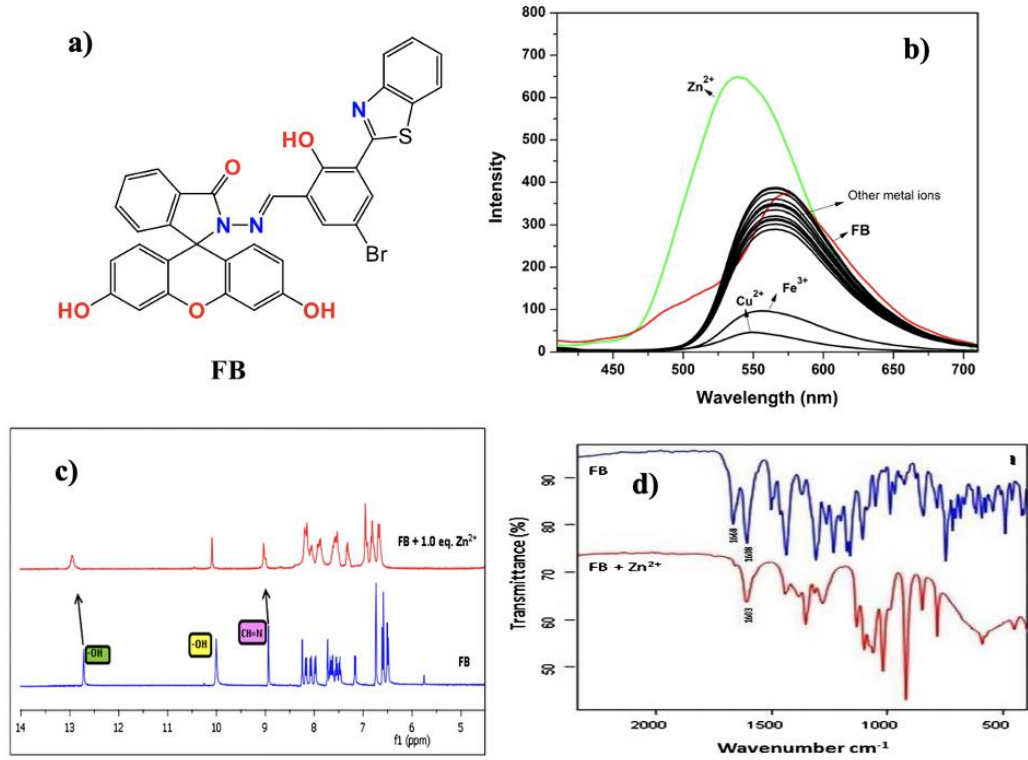 a)
N
S
HO
O
N
N
Br
HO
O
OH
FB
b)
800
700
600
500
400
300
200
100
0
Intensity
Zn2+
Other metal ions
FB
Fe3+
Cu2+
450 500 550 600 650 700
Wavelength (nm)
c)
FB + 1.0 eq. Zn2+
-OH
-OH
CH=N
FB
14 13 12 11 10 9 8 7 6 5
f1 (ppm)
d)
FB
1668
1608
FB + Zn2+
1603
90
80
70
60
50
Transmittance (%)
2000 1500 1000 500
Wavenumber cm-1